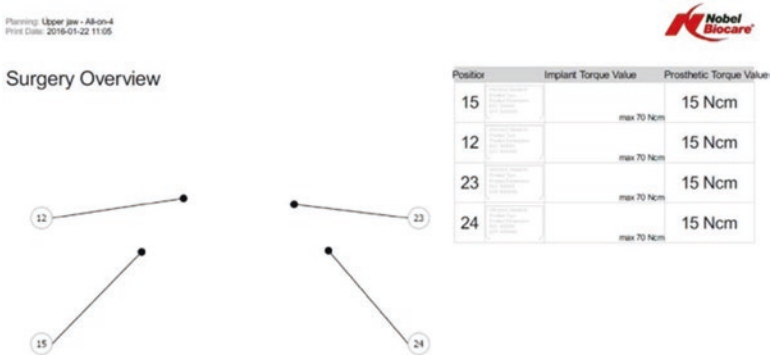 Planning: Upper jaw - All-on-4
Print Date: 2016-01-22 11:05
Nobel
Biocare®
Surgery Overview
Position Implant Torque Value Prosthetic Torque Value
15 max 70 Ncm 15 Ncm
12 max 70 Ncm 15 Ncm
23 max 70 Ncm 15 Ncm
24 max 70 Ncm 15 Ncm
12
23
15
24